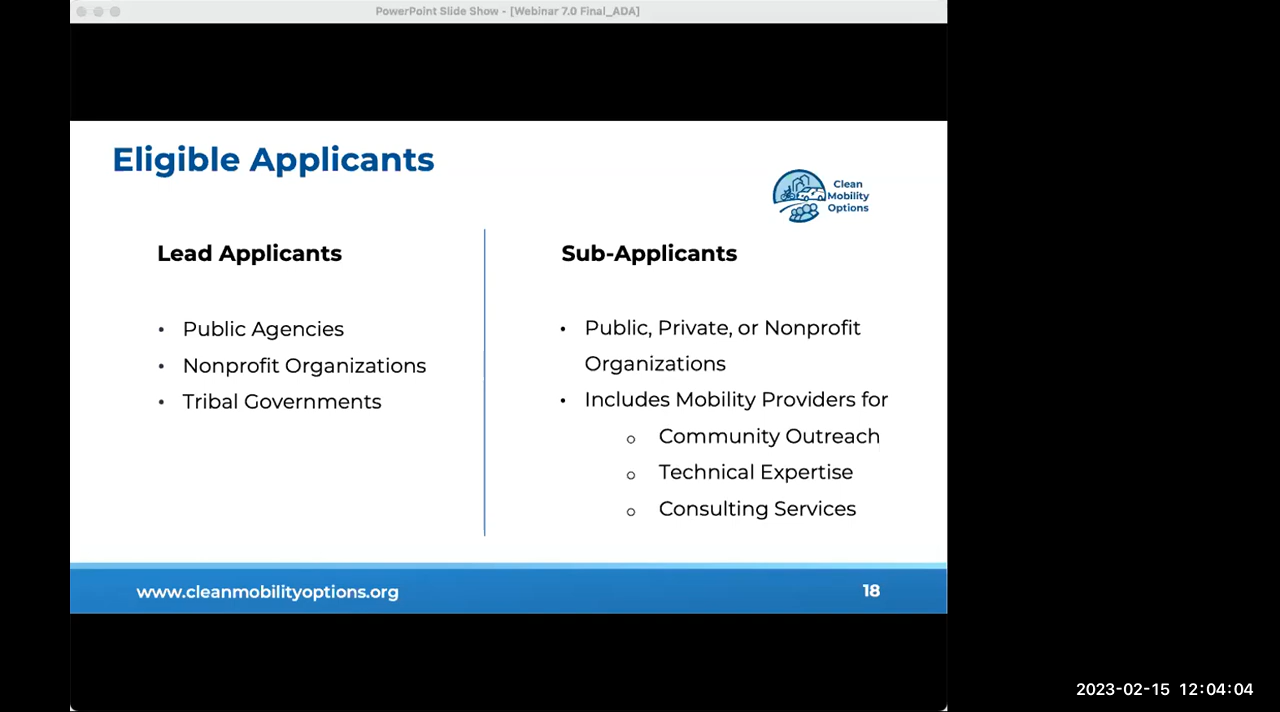 PowerPoint Slide Show - [Webinar 7.0 Final_ADA]
Eligible Applicants
Clean
Mobility
Options
Lead Applicants
• Public Agencies
• Nonprofit Organizations
• Tribal Governments
Sub-Applicants
• Public, Private, or Nonprofit
Organizations
• Includes Mobility Providers for
o Community Outreach
o Technical Expertise
o Consulting Services
www.cleanmobilityoptions.org
18
2023-02-15 12:04:04